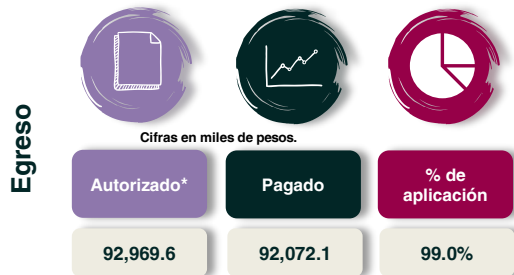 Egreso
Cifras en miles de pesos.
Autorizado*
Pagado
% de
aplicación
92,969.6
92,072.1
99.0%